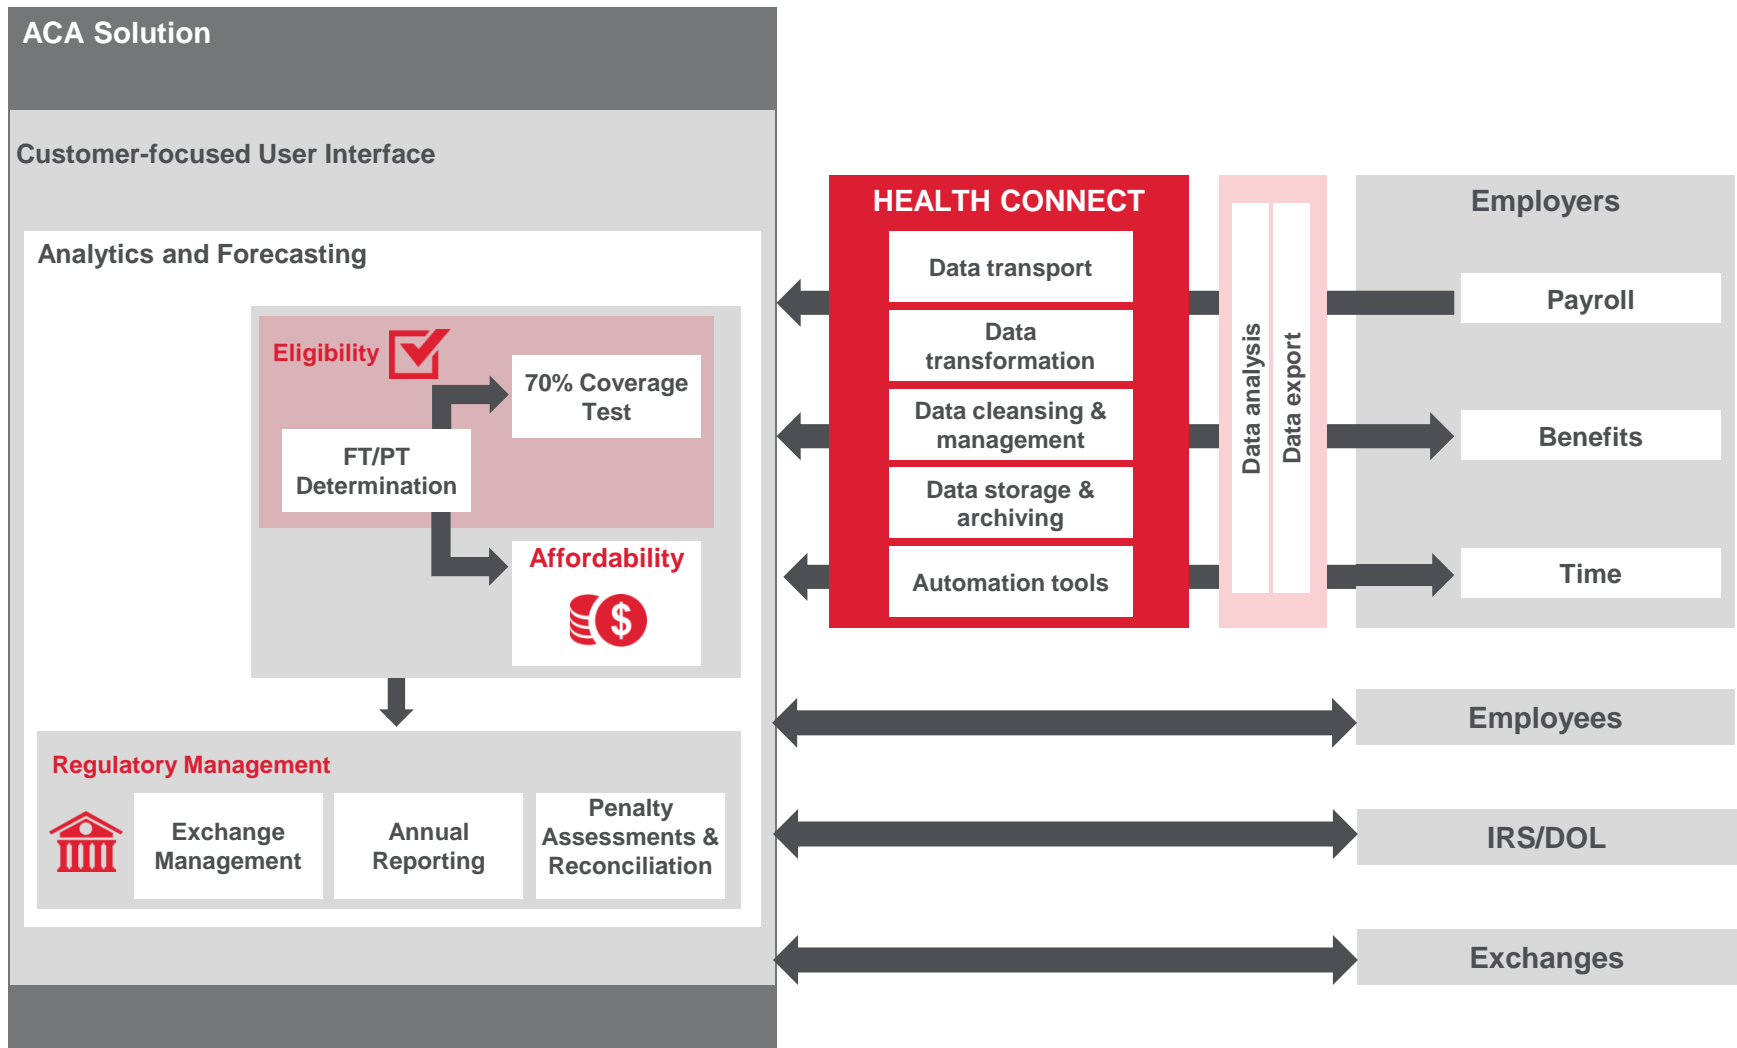 ACA Solution
Customer-focused User Interface
Analytics and Forecasting
Eligibility
70% Coverage
Test
FT/PT
Determination
Affordability
$
Regulatory Management
Exchange
Management
Annual
Reporting
Penalty
Assessments &
Reconciliation
HEALTH CONNECT
Data transport
Data
transformation
Data cleansing &
management
Data storage &
archiving
Automation tools
Data analysis
Data export
Employers
Payroll
Benefits
Time
Employees
IRS/DOL
Exchanges